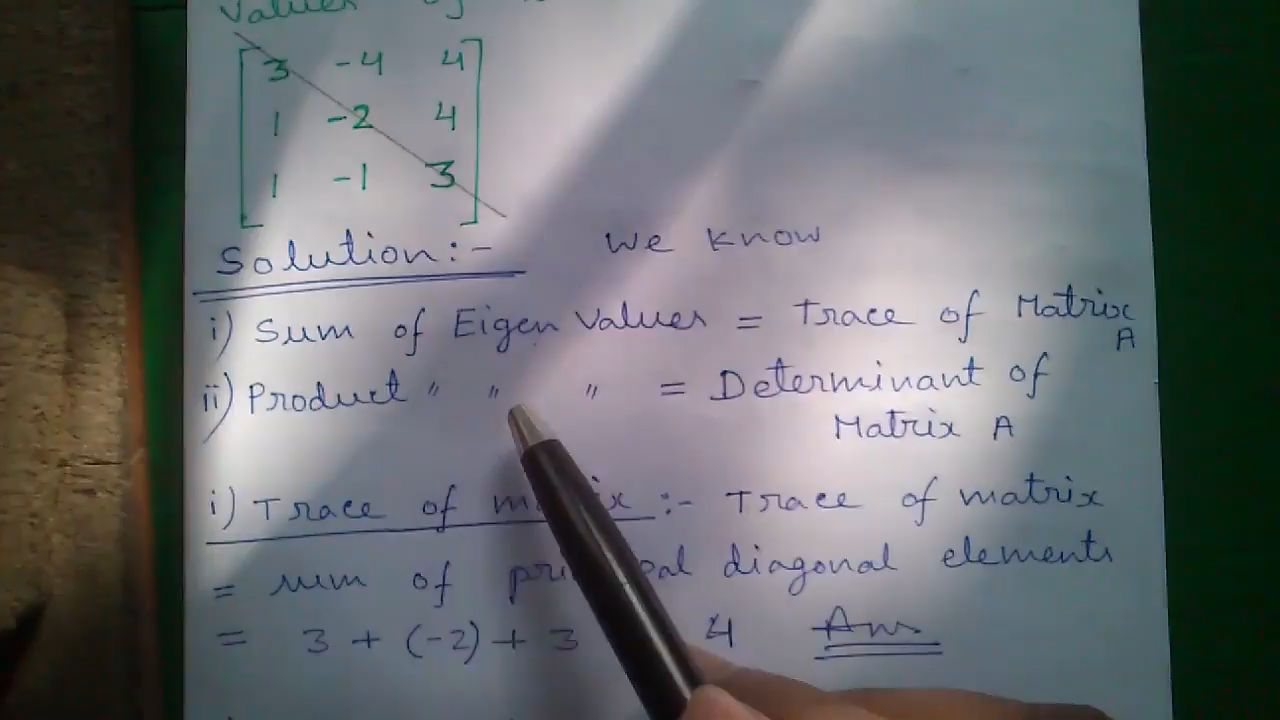 Values of
3 -4 4
1 -2 4
1 -1 3
Solution:- We know
i) Sum of Eigen Values = Trace of Matrix A
ii) Product " " " = Determinant of
Matrix A
i) Trace of :- Trace of matrix
= sum of diagonal elements
= 3 + (-2) + 3 4 Ans